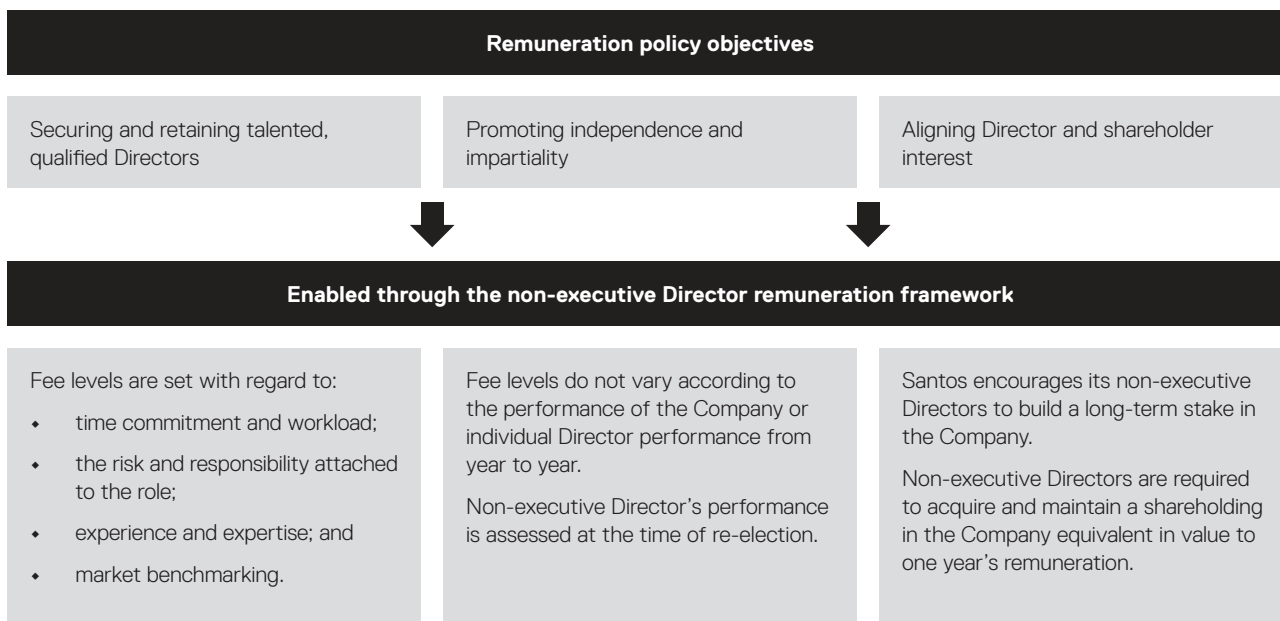 Remuneration policy objectives
Securing and retaining talented,
qualified Directors
Promoting independence and
impartiality
Aligning Director and shareholder
interest
Enabled through the non-executive Director remuneration framework
Fee levels are set with regard to:
• time commitment and workload;
• the risk and responsibility attached
to the role;
• experience and expertise; and
• market benchmarking.
Fee levels do not vary according to
the performance of the Company or
individual Director performance from
year to year.
Non-executive Director’s performance
is assessed at the time of re-election.
Santos encourages its non-executive
Directors to build a long-term stake in
the Company.
Non-executive Directors are required
to acquire and maintain a shareholding
in the Company equivalent in value to
one year’s remuneration.